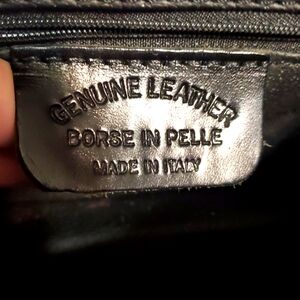 GENUINE LEATHER
BORSE IN PELLE
MADE IN ITALY